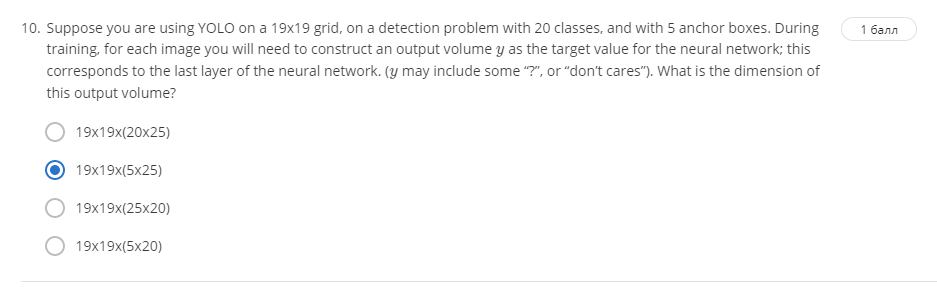 10. Suppose you are using YOLO on a 19x19 grid, on a detection problem with 20 classes, and with 5 anchor boxes. During
1 балл
training, for each image you will need to construct an output volume y as the target value for the neural network; this
corresponds to the last layer of the neural network. (y may include some “?”, or “don’t cares”). What is the dimension of
this output volume?
19x19x(20x25)
19x19x(5x25)
19x19x(25x20)
19x19x(5x20)